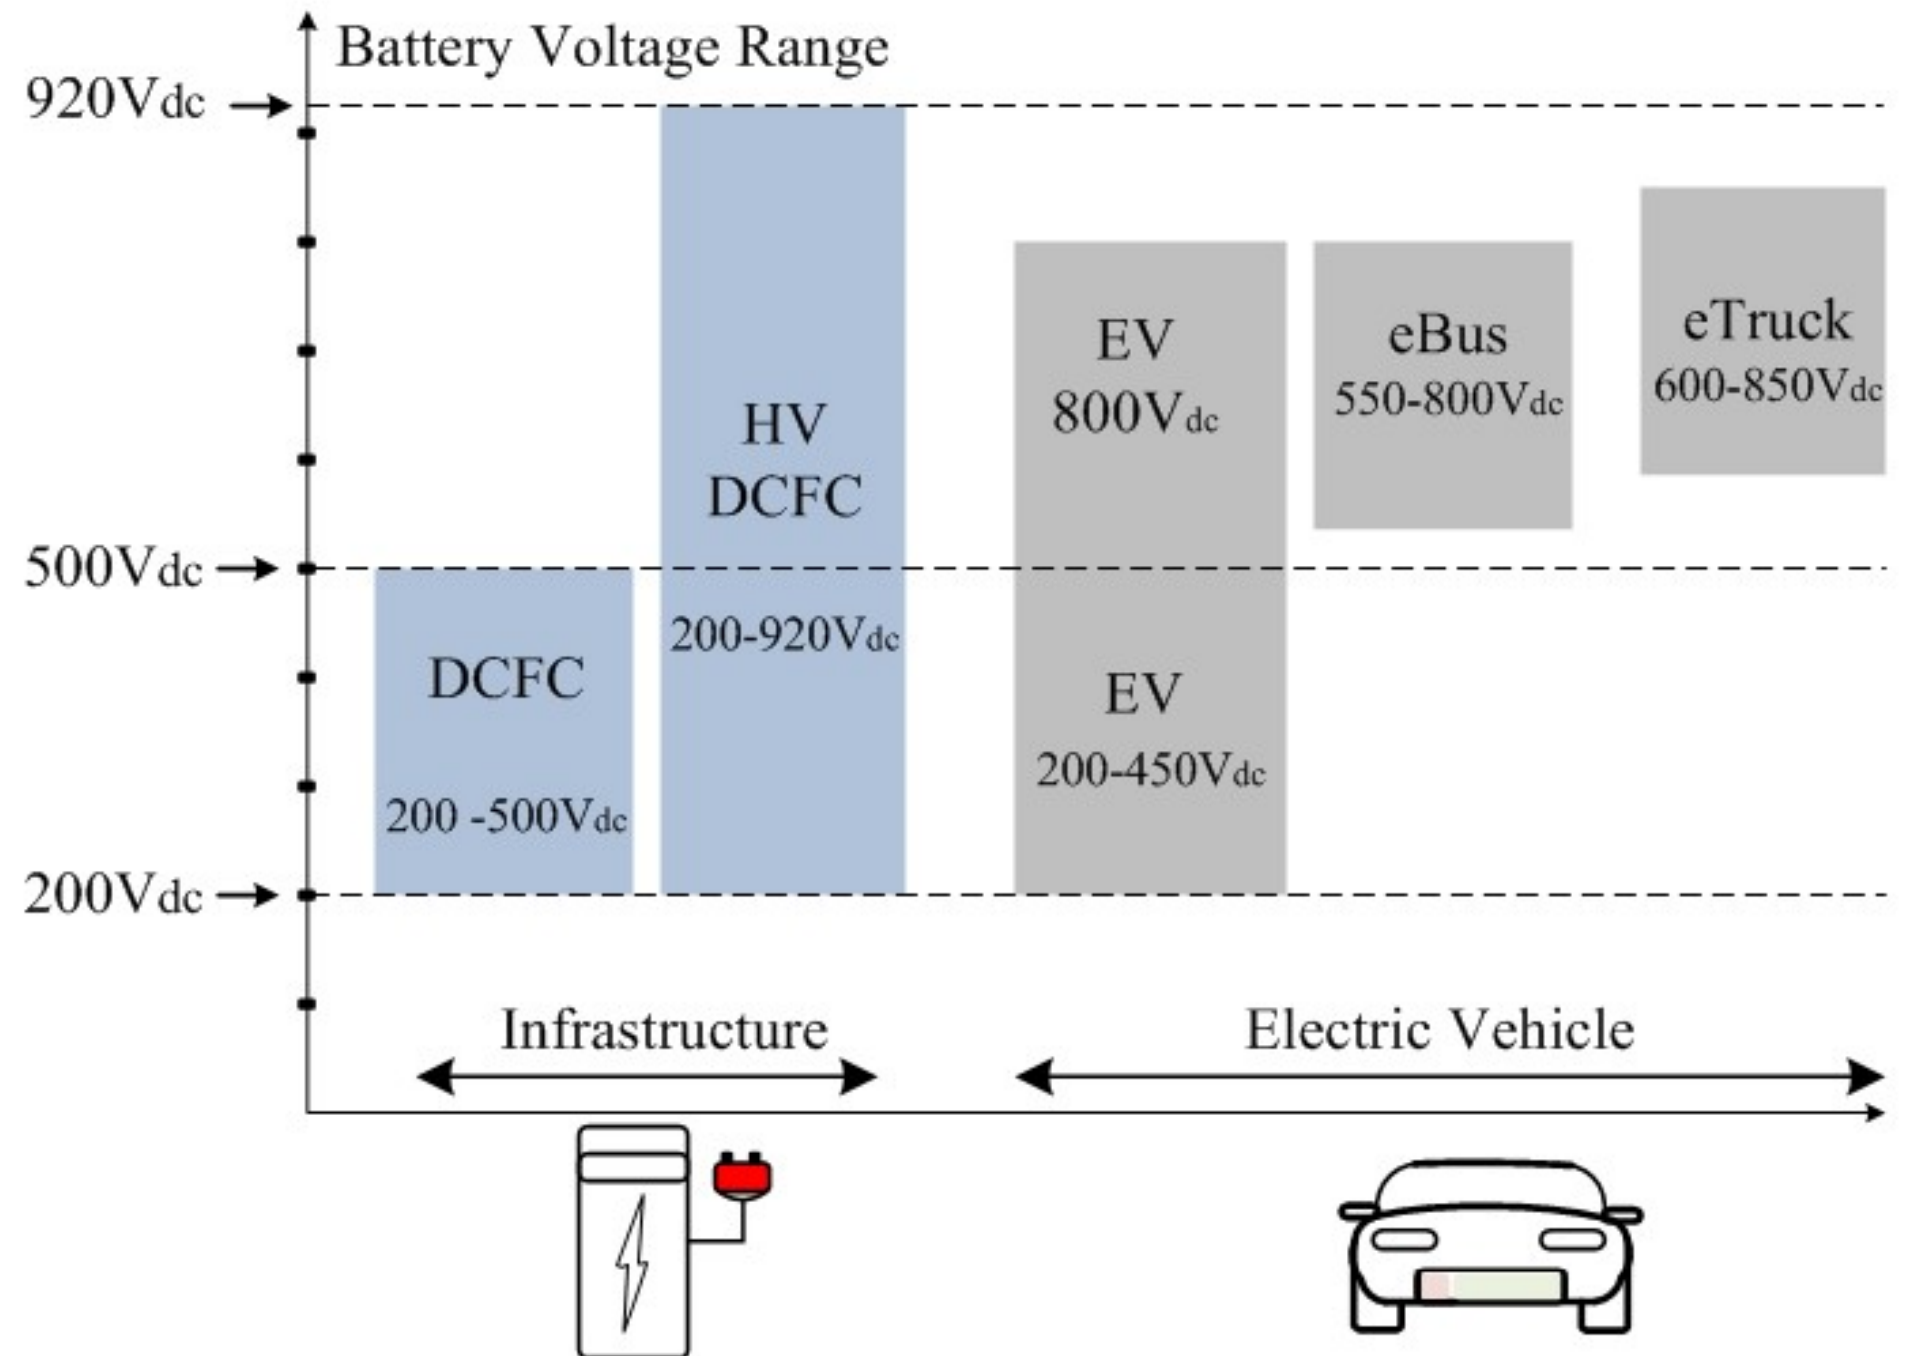 Battery Voltage Range
920Vdc
500Vdc
200Vdc
DCFC
200 -500Vdc
HV
DCFC
200-920Vdc
EV
800Vdc
EV
200-450Vdc
eBus
550-800Vdc
eTruck
600-850Vdc
Infrastructure
Electric Vehicle